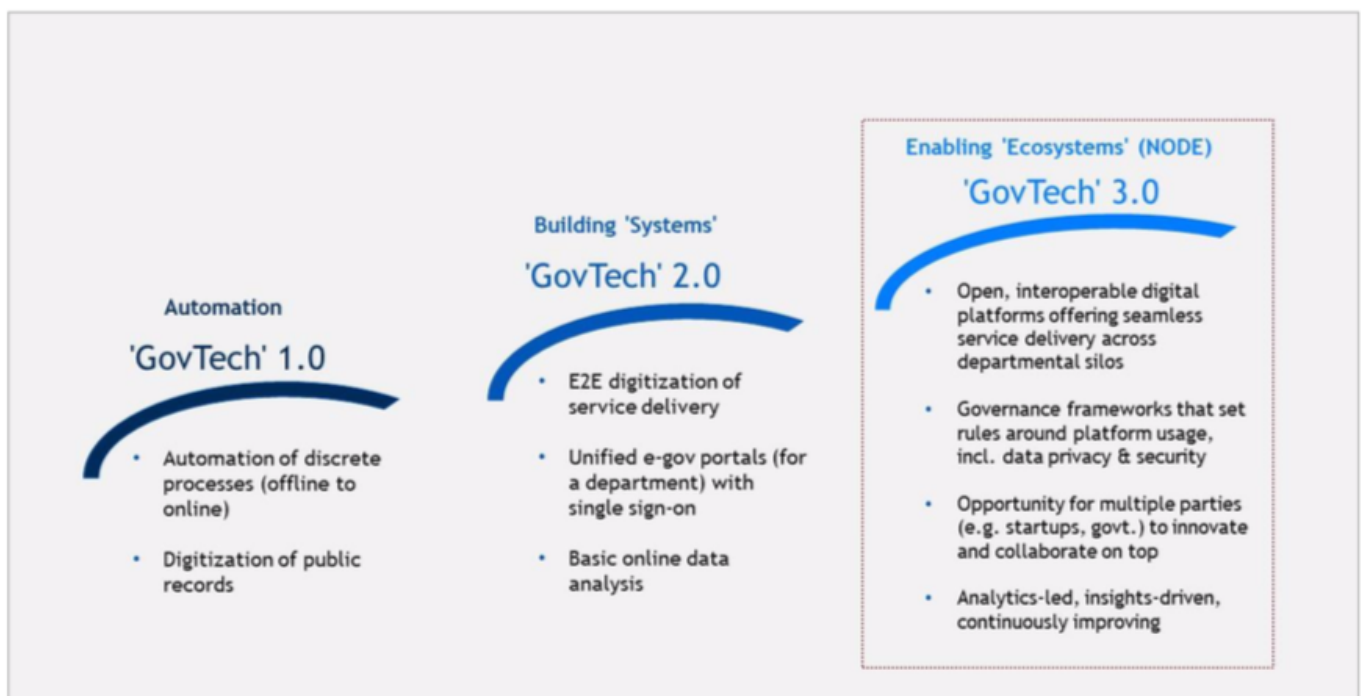 Automation
'GovTech' 1.0
• Automation of discrete
processes (offline to
online)
• Digitization of public
records
Building 'Systems'
'GovTech' 2.0
• E2E digitization of
service delivery
• Unified e-gov portals (for
a department) with
single sign-on
• Basic online data
analysis
Enabling 'Ecosystems' (NODE)
'GovTech' 3.0
• Open, interoperable digital
platforms offering seamless
service delivery across
departmental silos
• Governance frameworks that set
rules around platform usage,
incl. data privacy & security
• Opportunity for multiple parties
(e.g. startups, govt.) to innovate
and collaborate on top
• Analytics-led, insights-driven,
continuously improving